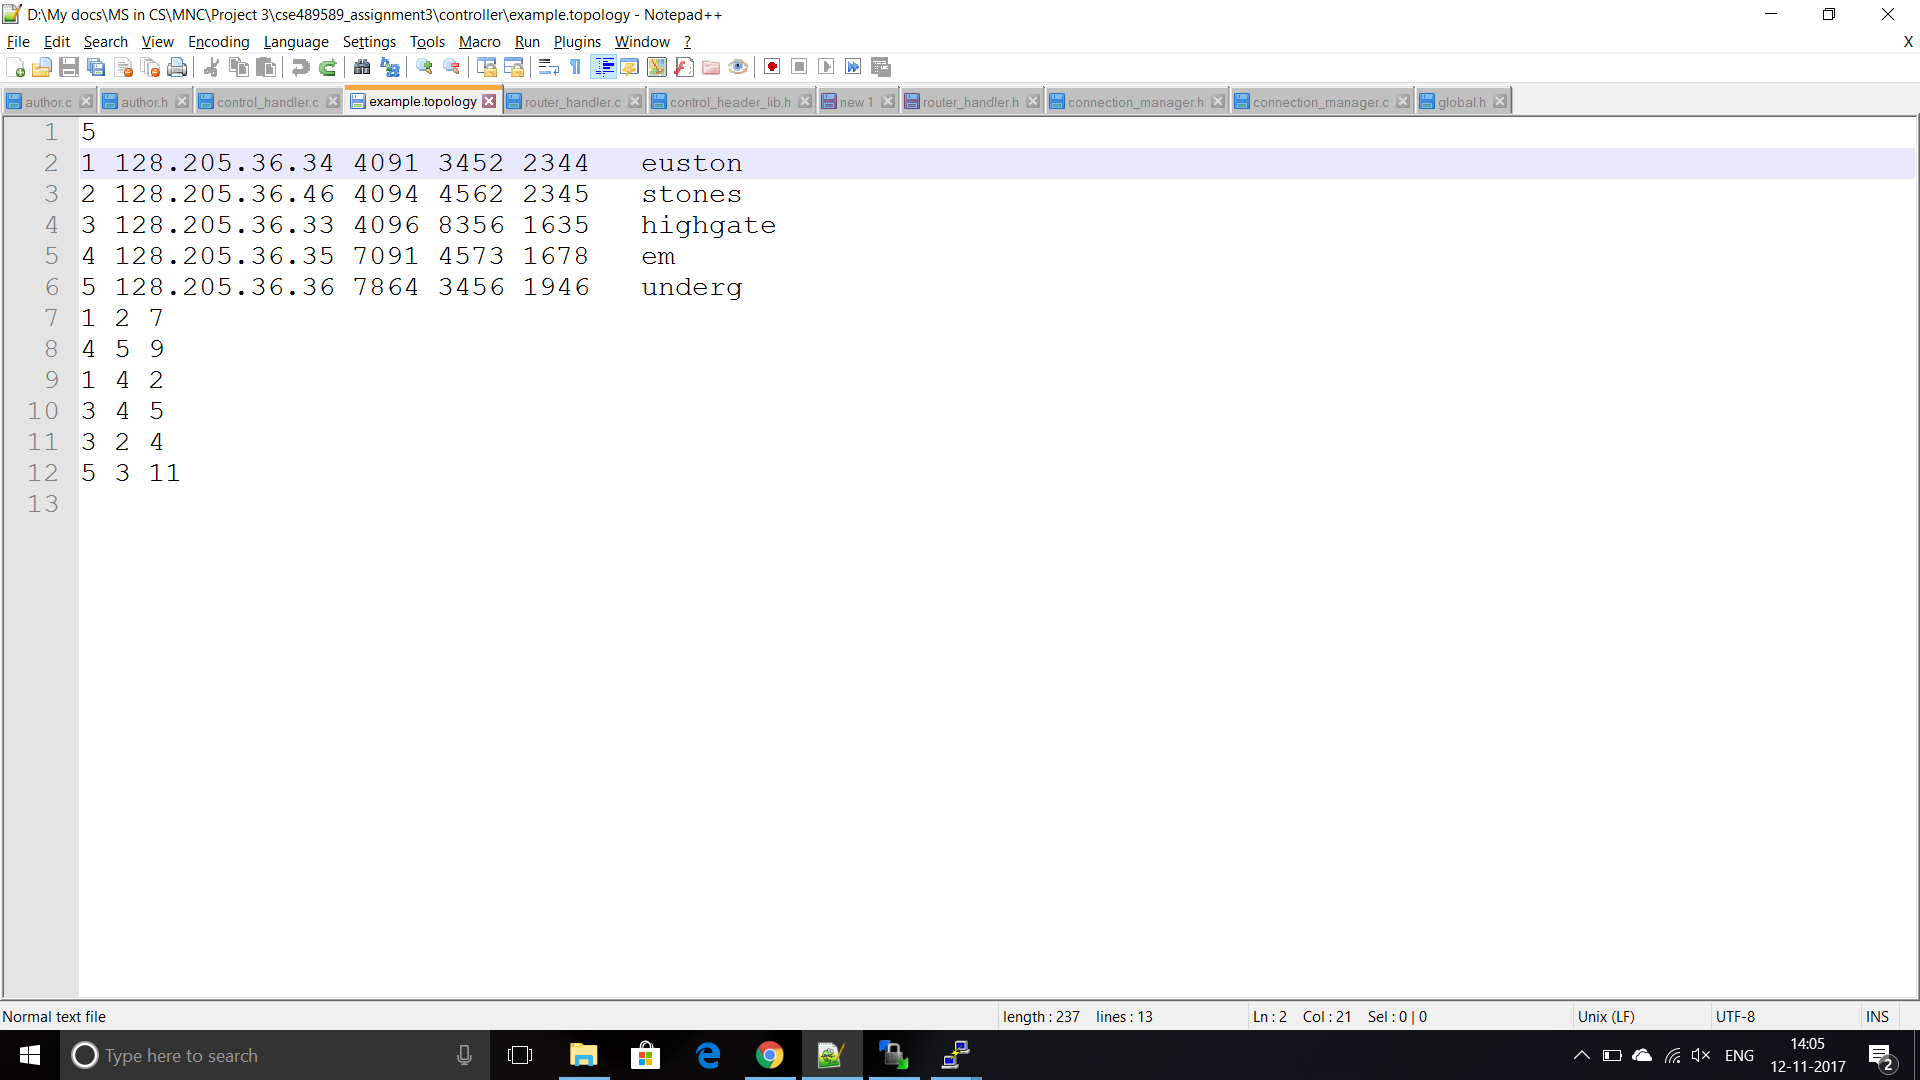 D:\My docs\MS in CS\MNC\Project 3\cse489589_assignment3\controller\example.topology - Notepad++
File Edit Search View Encoding Language Settings Tools Macro Run Plugins Window ? X
author.c author.h control_handler.c example.topology router_handler.c control_header_lib.h new 1 router_handler.h connection_manager.h connection_manager.c global.h
1 5
2 1 128.205.36.34 4091 3452 2344 euston
3 2 128.205.36.46 4094 4562 2345 stones
4 3 128.205.36.33 4096 8356 1635 highgate
5 4 128.205.36.35 7091 4573 1678 em
6 5 128.205.36.36 7864 3456 1946 underg
7 1 2 7
8 4 5 9
9 1 4 2
10 3 4 5
11 3 2 4
12 5 3 11
13
Normal text file length : 237 lines : 13 Ln : 2 Col : 21 Sel : 0 | 0 Unix (LF) UTF-8 INS
Type here to search ENG 14:05
12-11-2017 2